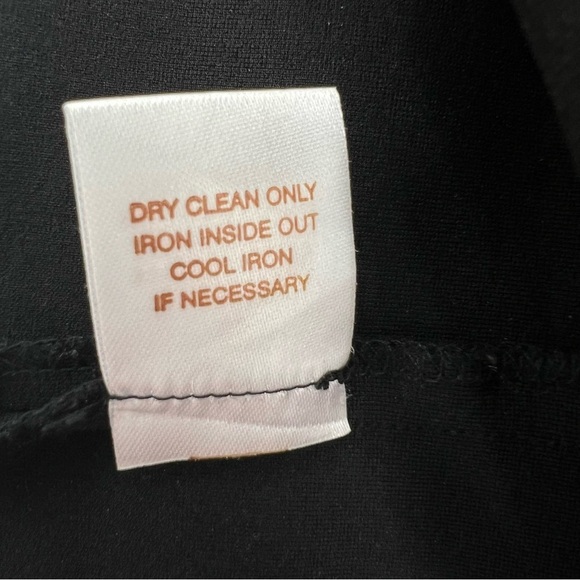 DRY CLEAN ONLY
IRON INSIDE OUT
COOL IRON
IF NECESSARY